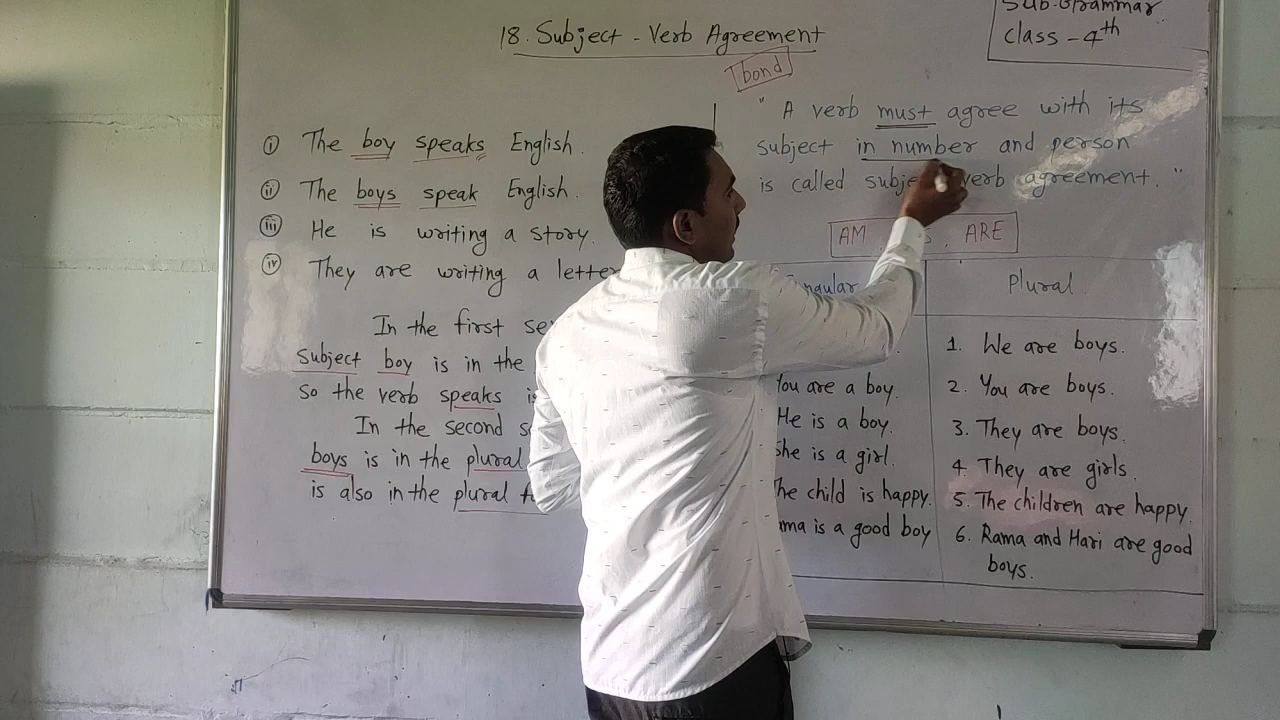 18. Subject - Verb Agreement
Sub-Grammar
Class - 4th
bond
" A verb must agree with its
subject in number and person
is called verb agreement. "
(i) The boy speaks English.
(ii) The boys speak English.
(iii) He is writing a story.
(iv) They are writing a
In the first
Subject boy is in the
so the verb speaks
In the second
boys is in the plural
is also in the plural
AM , ARE
Plural
You are a boy.
He is a boy.
She is a girl.
The child is happy.
is a good boy
1. We are boys.
2. You are boys.
3. They are boys.
4. They are girls.
5. The children are happy.
6. Rama and Hari are good
boys.